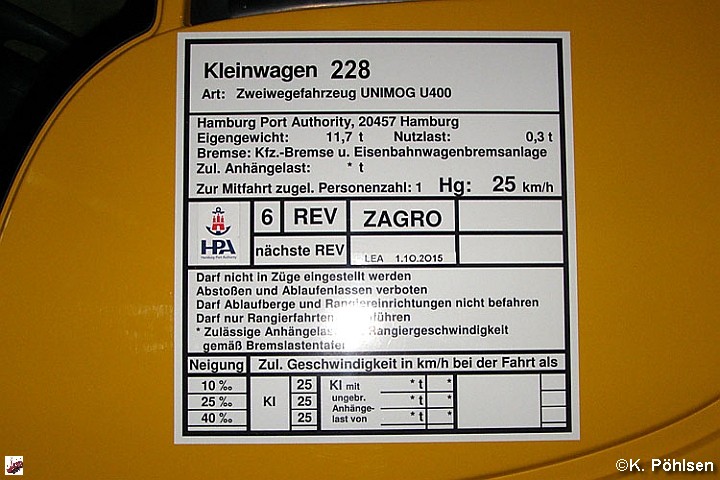 Kleinwagen 228
Art: Zweiwegefahrzeug UNIMOG U400
Hamburg Port Authority, 20457 Hamburg
Eigengewicht: 11,7 t Nutzlast: 0,3 t
Bremse: Kfz.-Bremse u. Eisenbahnwagenbremsanlage
Zul. Anhängelast: * t
Zur Mitfahrt zugel. Personenzahl: 1 Hg: 25 km/h
HPA
Hamburg Port Authority
6 REV ZAGRO
nächste REV LEA 1.10.2015
Darf nicht in Züge eingestellt werden
Abstoßen und Ablaufenlassen verboten
Darf Ablaufberge und Rangiereinrichtungen nicht befahren
Darf nur Rangierfahrten
* Zulässige Rangiergeschwindigkeit
gemäß Bremslastentafel
Neigung Zul. Geschwindigkeit in km/h bei der Fahrt als
10 ‰ 25 * t *
25 ‰ 25 * t *
40 ‰ 25 * t *
Kl
Kl mit
ungebr.
Anhänge-
last von
©K. Pöhlsen